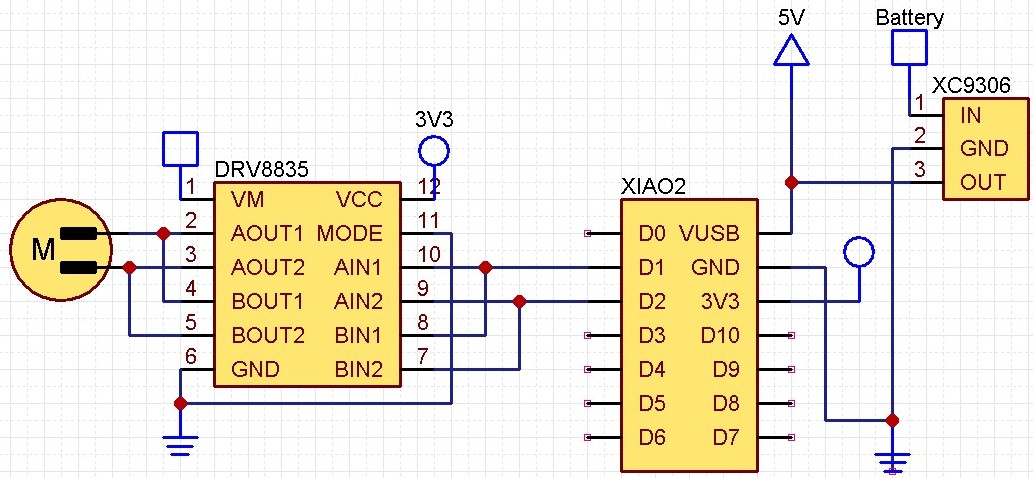 5V
Battery
XC9306
1 IN
2 GND
3 OUT
3V3
DRV8835
1 VM VCC 12
2 AOUT1 MODE 11
3 AOUT2 AIN1 10
4 BOUT1 AIN2 9
5 BOUT2 BIN1 8
6 GND BIN2 7
M
XIAO2
D0 VUSB
D1 GND
D2 3V3
D3 D10
D4 D9
D5 D8
D6 D7